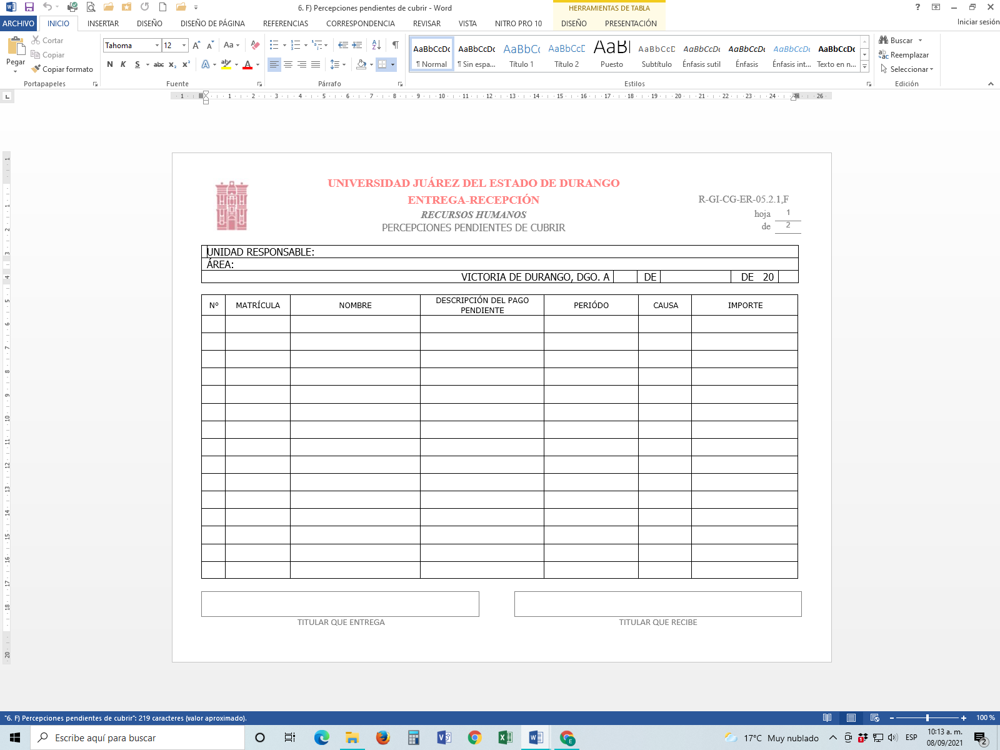 6. F) Percepciones pendientes de cubrir - Word
HERRAMIENTAS DE TABLA
?
Iniciar sesión
ARCHIVO INICIO INSERTAR DISEÑO DISEÑO DE PÁGINA REFERENCIAS CORRESPONDENCIA REVISAR VISTA NITRO PRO 10 DISEÑO PRESENTACIÓN
Pegar
Cortar
Copiar
Copiar formato
Portapapeles
Tahoma 12
N K S abc x₂ x²
Fuente
Párrafo
AaBbCcDc AaBbCcDc AaBbCc AaBbCcD AaBl AaBbCcD AaBbCcDc AaBbCcDc AaBbCcDc AaBbCcDc
¶ Normal ¶ Sin espa... Título 1 Título 2 Puesto Subtítulo Énfasis sutil Énfasis Énfasis int... Texto en n...
Estilos
Buscar
Reemplazar
Seleccionar
Edición
1 1 2 3 4 5 6 7 8 9 10 11 12 13 14 15 16 17 18 19 20 21 22 23 24 26
UNIVERSIDAD JUÁREZ DEL ESTADO DE DURANGO
ENTREGA-RECEPCIÓN
RECURSOS HUMANOS
PERCEPCIONES PENDIENTES DE CUBRIR
R-GI-CG-ER-05.2.1,F
hoja 1
de 2
UNIDAD RESPONSABLE:
ÁREA:
VICTORIA DE DURANGO, DGO. A DE DE 20
Nº MATRÍCULA NOMBRE DESCRIPCIÓN DEL PAGO PENDIENTE PERIÓDO CAUSA IMPORTE
TITULAR QUE ENTREGA
TITULAR QUE RECIBE
"6. F) Percepciones pendientes de cubrir": 219 caracteres (valor aproximado).
100 %
Escribe aquí para buscar
17°C Muy nublado
ESP
10:13 a. m.
08/09/2021
2